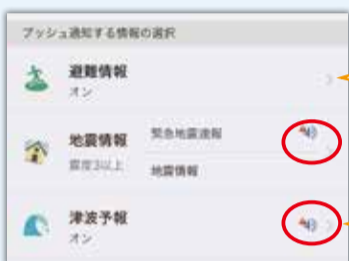 プッシュ通知する情報の選択
避難情報
オン
地震情報
緊急地震速報
震度3以上
地震情報
津波予報
オン